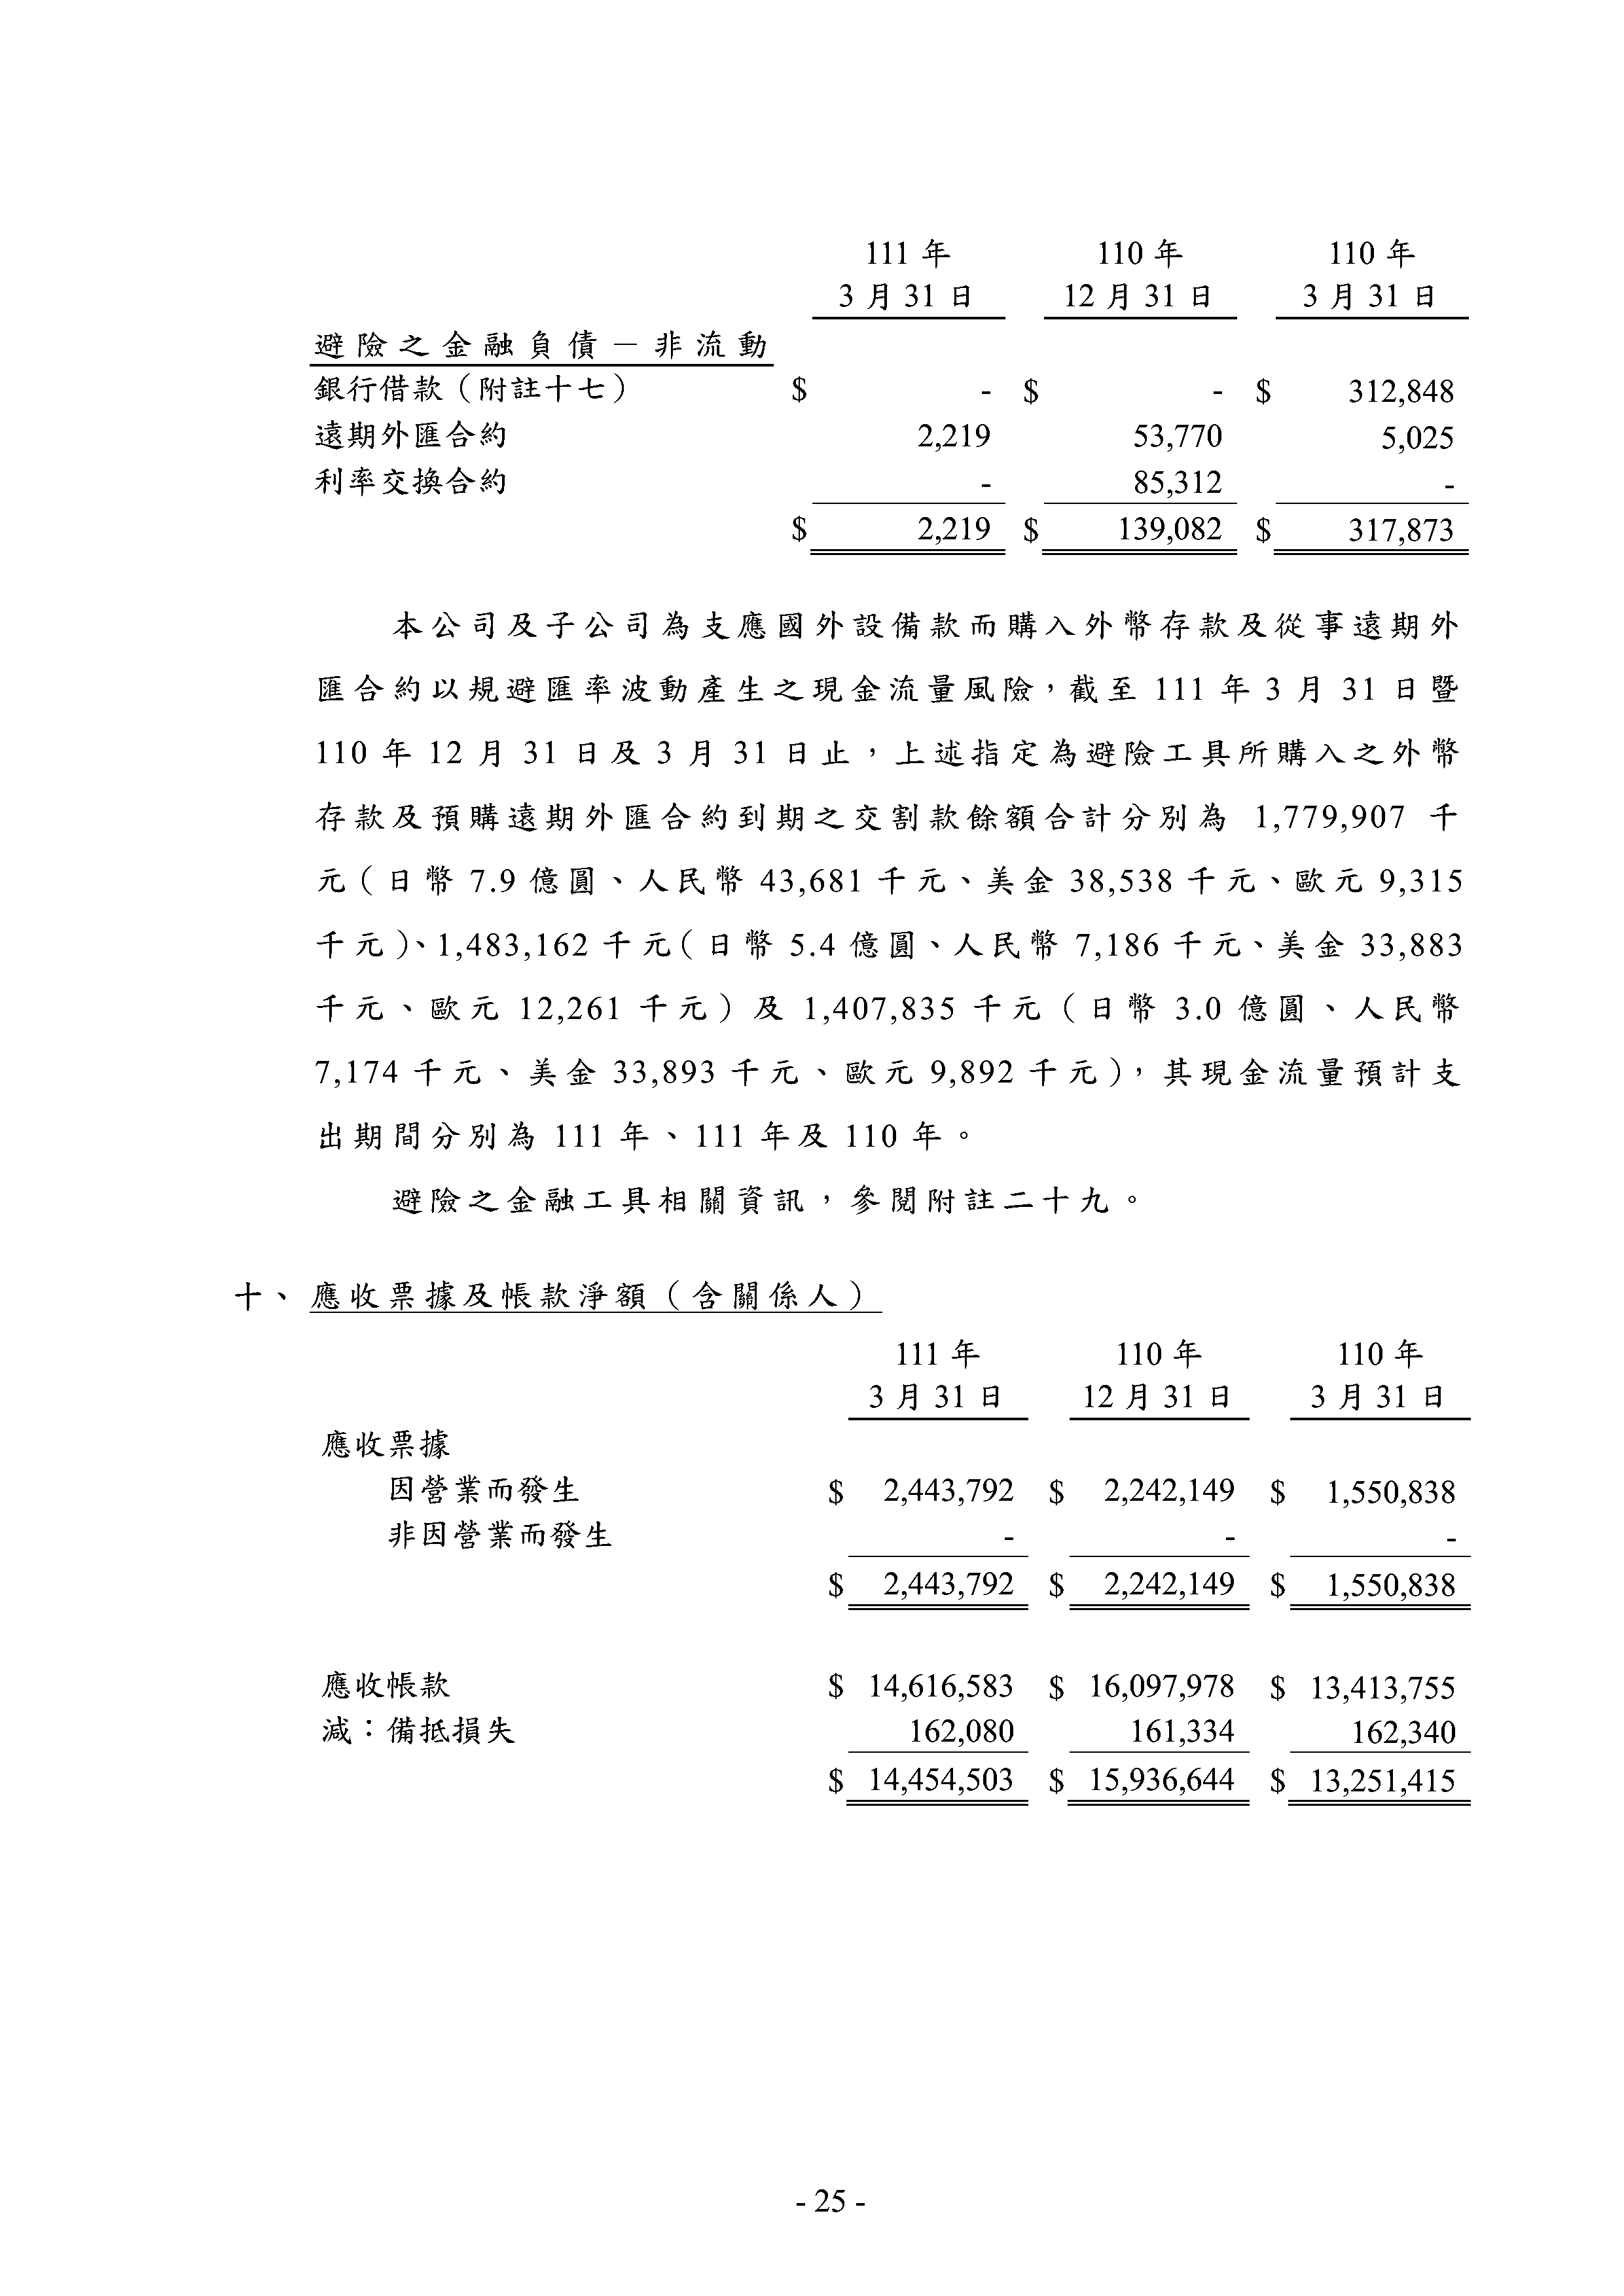 111 年 110 年 110 年
3 月 31 日 12 月 31 日 3 月 31 日
避險之金融負債－非流動
銀行借款（附註十七） $ - $ - $ 312,848
遠期外匯合約 2,219 53,770 5,025
利率交換合約 - 85,312 -
$ 2,219 $ 139,082 $ 317,873
本公司及子公司為支應國外設備款而購入外幣存款及從事遠期外
匯合約以規避匯率波動產生之現金流量風險，截至 111 年 3 月 31 日暨
110 年 12 月 31 日及 3 月 31 日止，上述指定為避險工具所購入之外幣
存款及預購遠期外匯合約到期之交割款餘額合計分別為 1,779,907 千
元（日幣 7.9 億圓、人民幣 43,681 千元、美金 38,538 千元、歐元 9,315
千元）、1,483,162 千元（日幣 5.4 億圓、人民幣 7,186 千元、美金 33,883
千元、歐元 12,261 千元）及 1,407,835 千元（日幣 3.0 億圓、人民幣
7,174 千元、美金 33,893 千元、歐元 9,892 千元），其現金流量預計支
出期間分別為 111 年、111 年及 110 年。
避險之金融工具相關資訊，參閱附註二十九。
十、應收票據及帳款淨額（含關係人）
111 年 110 年 110 年
3 月 31 日 12 月 31 日 3 月 31 日
應收票據
因營業而發生 $ 2,443,792 $ 2,242,149 $ 1,550,838
非因營業而發生 - - -
$ 2,443,792 $ 2,242,149 $ 1,550,838
應收帳款 $ 14,616,583 $ 16,097,978 $ 13,413,755
減：備抵損失 162,080 161,334 162,340
$ 14,454,503 $ 15,936,644 $ 13,251,415
- 25 -